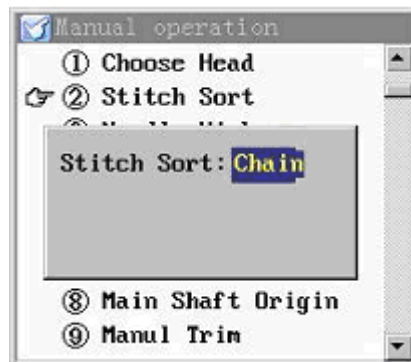 Manual operation
① Choose Head
② Stitch Sort
Stitch Sort: Chain
⑧ Main Shaft Origin
⑨ Manul Trim